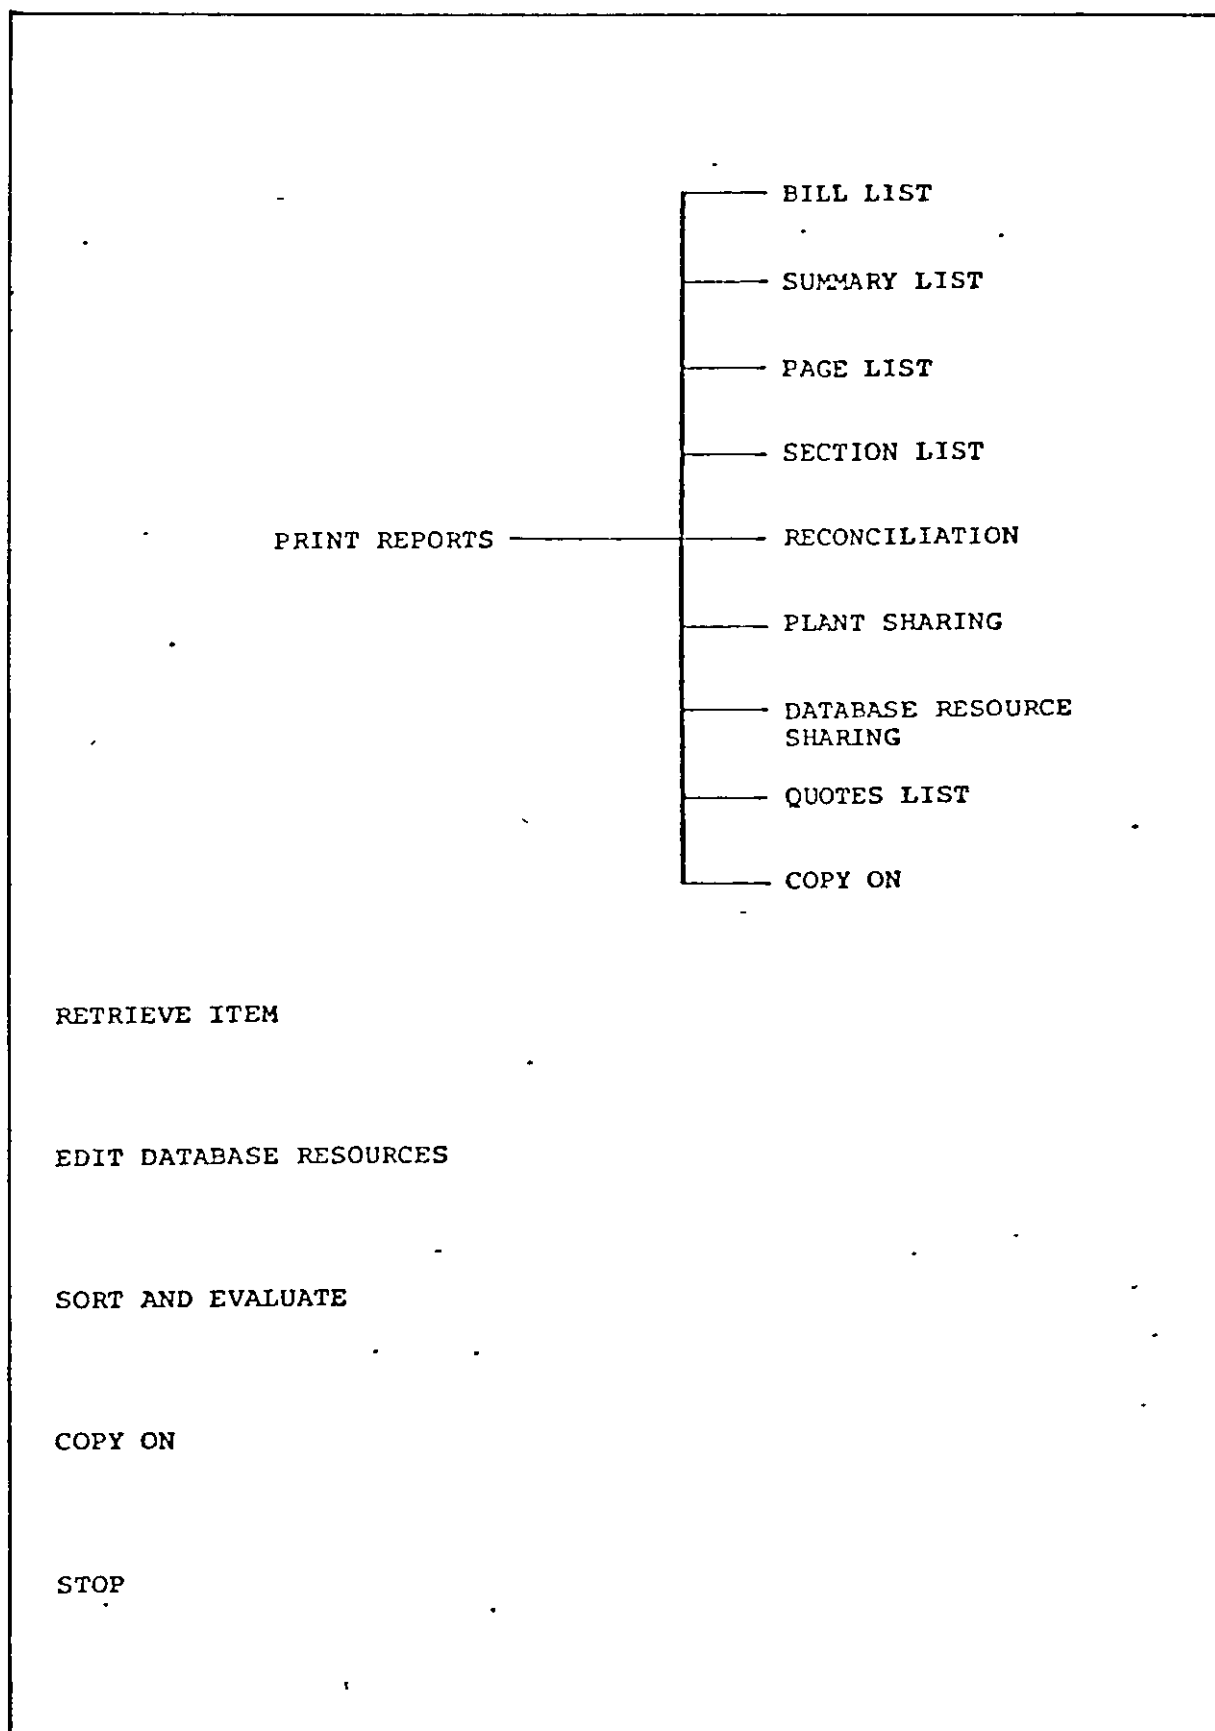 BILL LIST
SUMMARY LIST
PAGE LIST
SECTION LIST
PRINT REPORTS
RECONCILIATION
PLANT SHARING
DATABASE RESOURCE
SHARING
QUOTES LIST
COPY ON
RETRIEVE ITEM
EDIT DATABASE RESOURCES
SORT AND EVALUATE
COPY ON
STOP